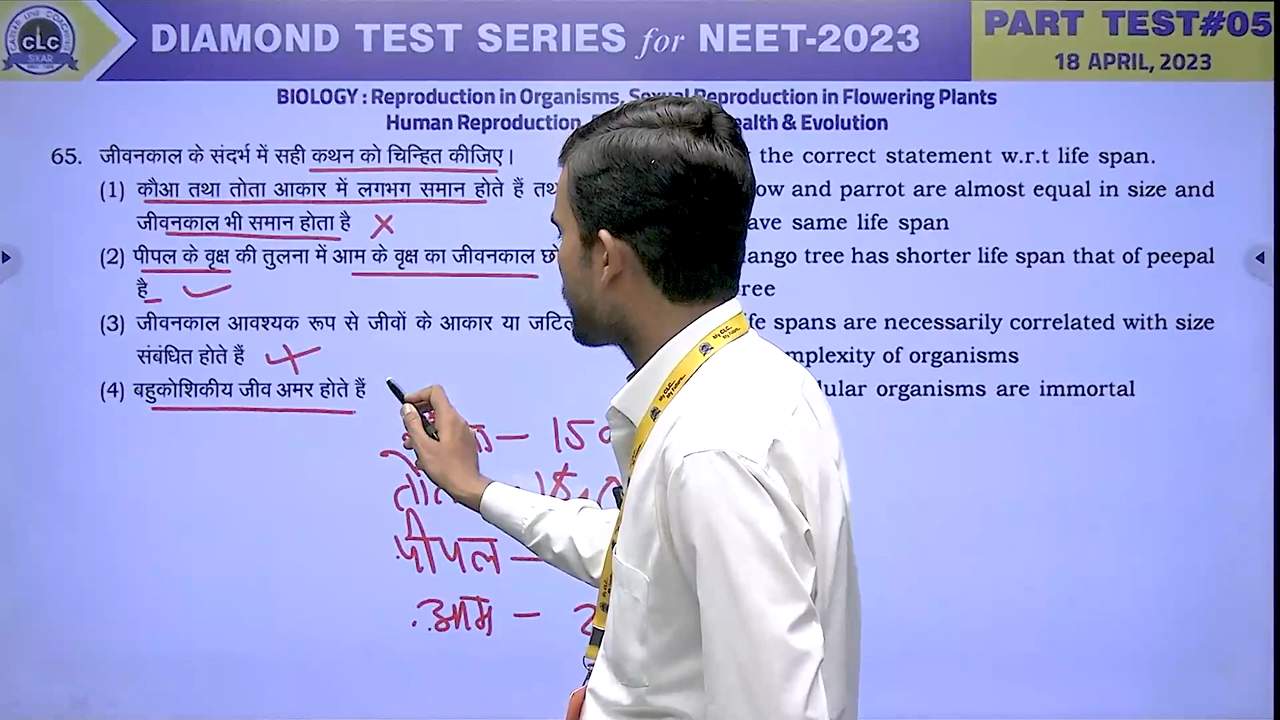 CLC
SIKAR
DIAMOND TEST SERIES for NEET-2023
PART TEST#05
18 APRIL, 2023
BIOLOGY : Reproduction in Organisms, Sexual Reproduction in Flowering Plants
Human Reproduction, alth & Evolution
65. जीवनकाल के संदर्भ में सही कथन को चिन्हित कीजिए।
the correct statement w.r.t life span.
(1) कौआ तथा तोता आकार में लगभग समान होते हैं तथ
ow and parrot are almost equal in size and
जीवनकाल भी समान होता है ✗
ave same life span
(2) पीपल के वृक्ष की तुलना में आम के वृक्ष का जीवनकाल छो
ango tree has shorter life span that of peepal
है
ree
(3) जीवनकाल आवश्यक रूप से जीवों के आकार या जटि
fe spans are necessarily correlated with size
संबंधित होते हैं
mplexity of organisms
(4) बहुकोशिकीय जीव अमर होते हैं
lular organisms are immortal
– 15
पीपल –
आम – 2